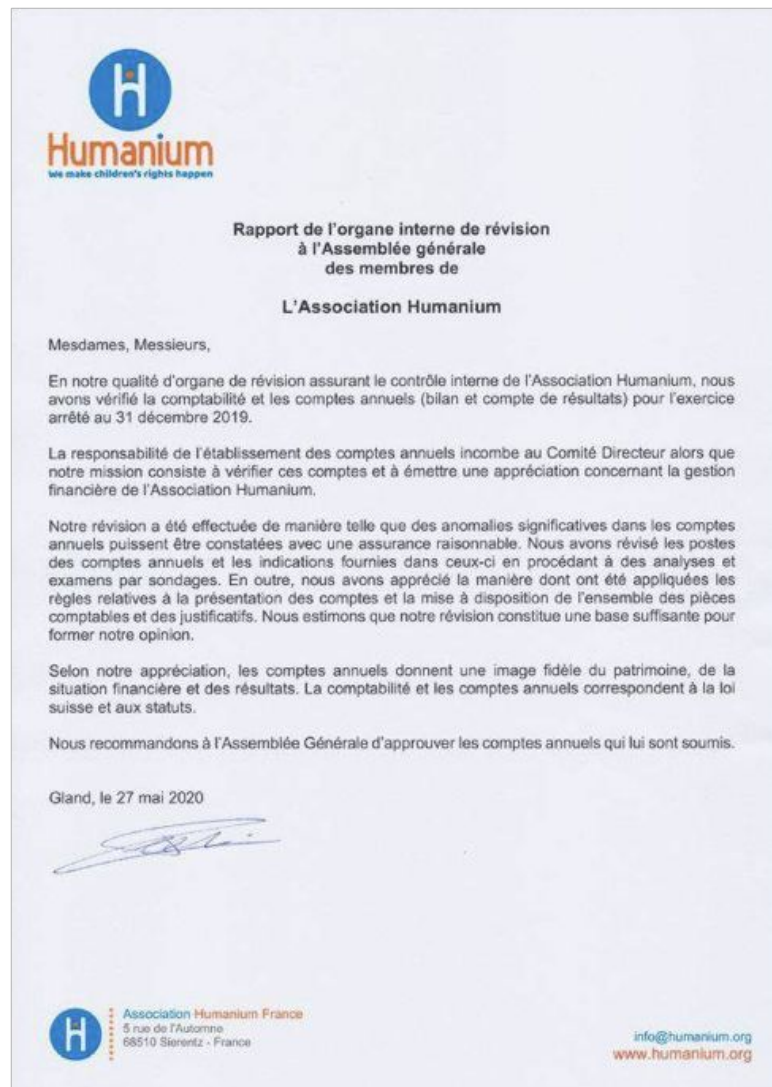 H
Humanium
We make children's rights happen
Rapport de l'organe interne de révision
à l'Assemblée générale
des membres de
L'Association Humanium
Mesdames, Messieurs,
En notre qualité d'organe de révision assurant le contrôle interne de l'Association Humanium, nous
avons vérifié la comptabilité et les comptes annuels (bilan et compte de résultats) pour l'exercice
arrêté au 31 décembre 2019.
La responsabilité de l'établissement des comptes annuels incombe au Comité Directeur alors que
notre mission consiste à vérifier ces comptes et à émettre une appréciation concernant la gestion
financière de l'Association Humanium.
Notre révision a été effectuée de manière telle que des anomalies significatives dans les comptes
annuels puissent être constatées avec une assurance raisonnable. Nous avons révisé les postes
des comptes annuels et les indications fournies dans ceux-ci en procédant à des analyses et
examens par sondages. En outre, nous avons apprécié la manière dont ont été appliquées les
règles relatives à la présentation des comptes et la mise à disposition de l'ensemble des pièces
comptables et des justificatifs. Nous estimons que notre révision constitue une base suffisante pour
former notre opinion.
Selon notre appréciation, les comptes annuels donnent une image fidèle du patrimoine, de la
situation financière et des résultats. La comptabilité et les comptes annuels correspondent à la loi
suisse et aux statuts.
Nous recommandons à l'Assemblée Générale d'approuver les comptes annuels qui lui sont soumis.
Gland, le 27 mai 2020
H
Association Humanium France
5 rue de l'Automne
68510 Sierentz - France
info@humanium.org
www.humanium.org